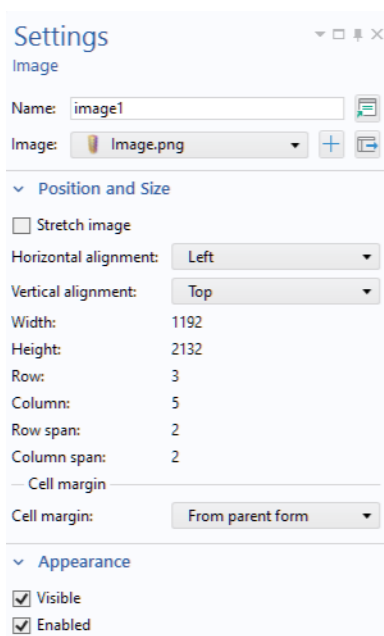 Settings
Image
Name: image1
Image: Image.png
Position and Size
Stretch image
Horizontal alignment: Left
Vertical alignment: Top
Width: 1192
Height: 2132
Row: 3
Column: 5
Row span: 2
Column span: 2
Cell margin
Cell margin: From parent form
Appearance
Visible
Enabled